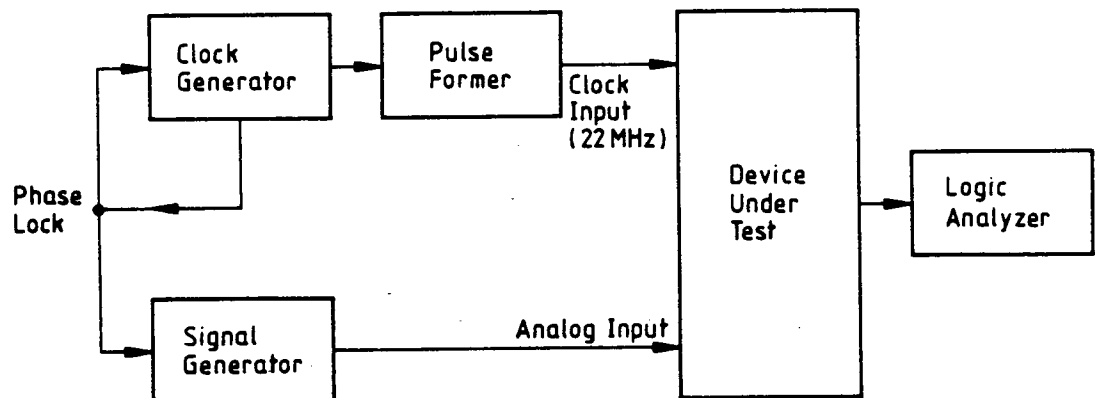 Clock
Generator
Pulse
Former
Clock
Input
(22 MHz)
Phase
Lock
Device
Under
Test
Logic
Analyzer
Signal
Generator
Analog Input